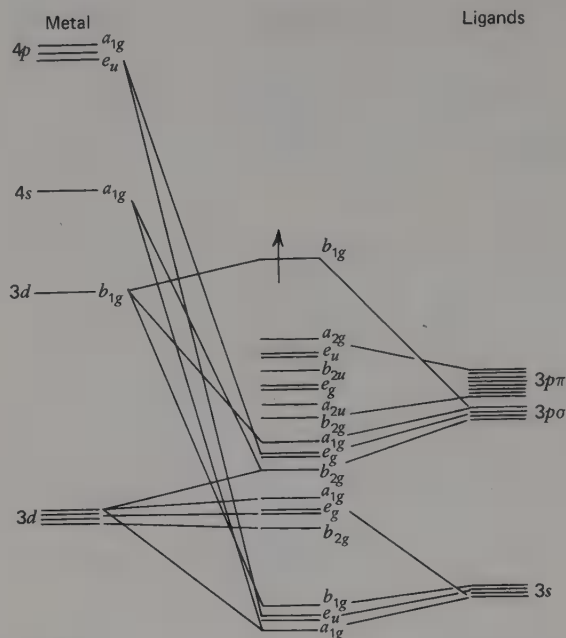 Metal
Ligands
4p
a1g
eu
4s
a1g
b1g
3d
b1g
a2g
eu
b2u
eg
a2u
b2g
a1g
eg
b2g
3pπ
3pσ
a1g
eg
b2g
3d
b1g
eu
a1g
3s